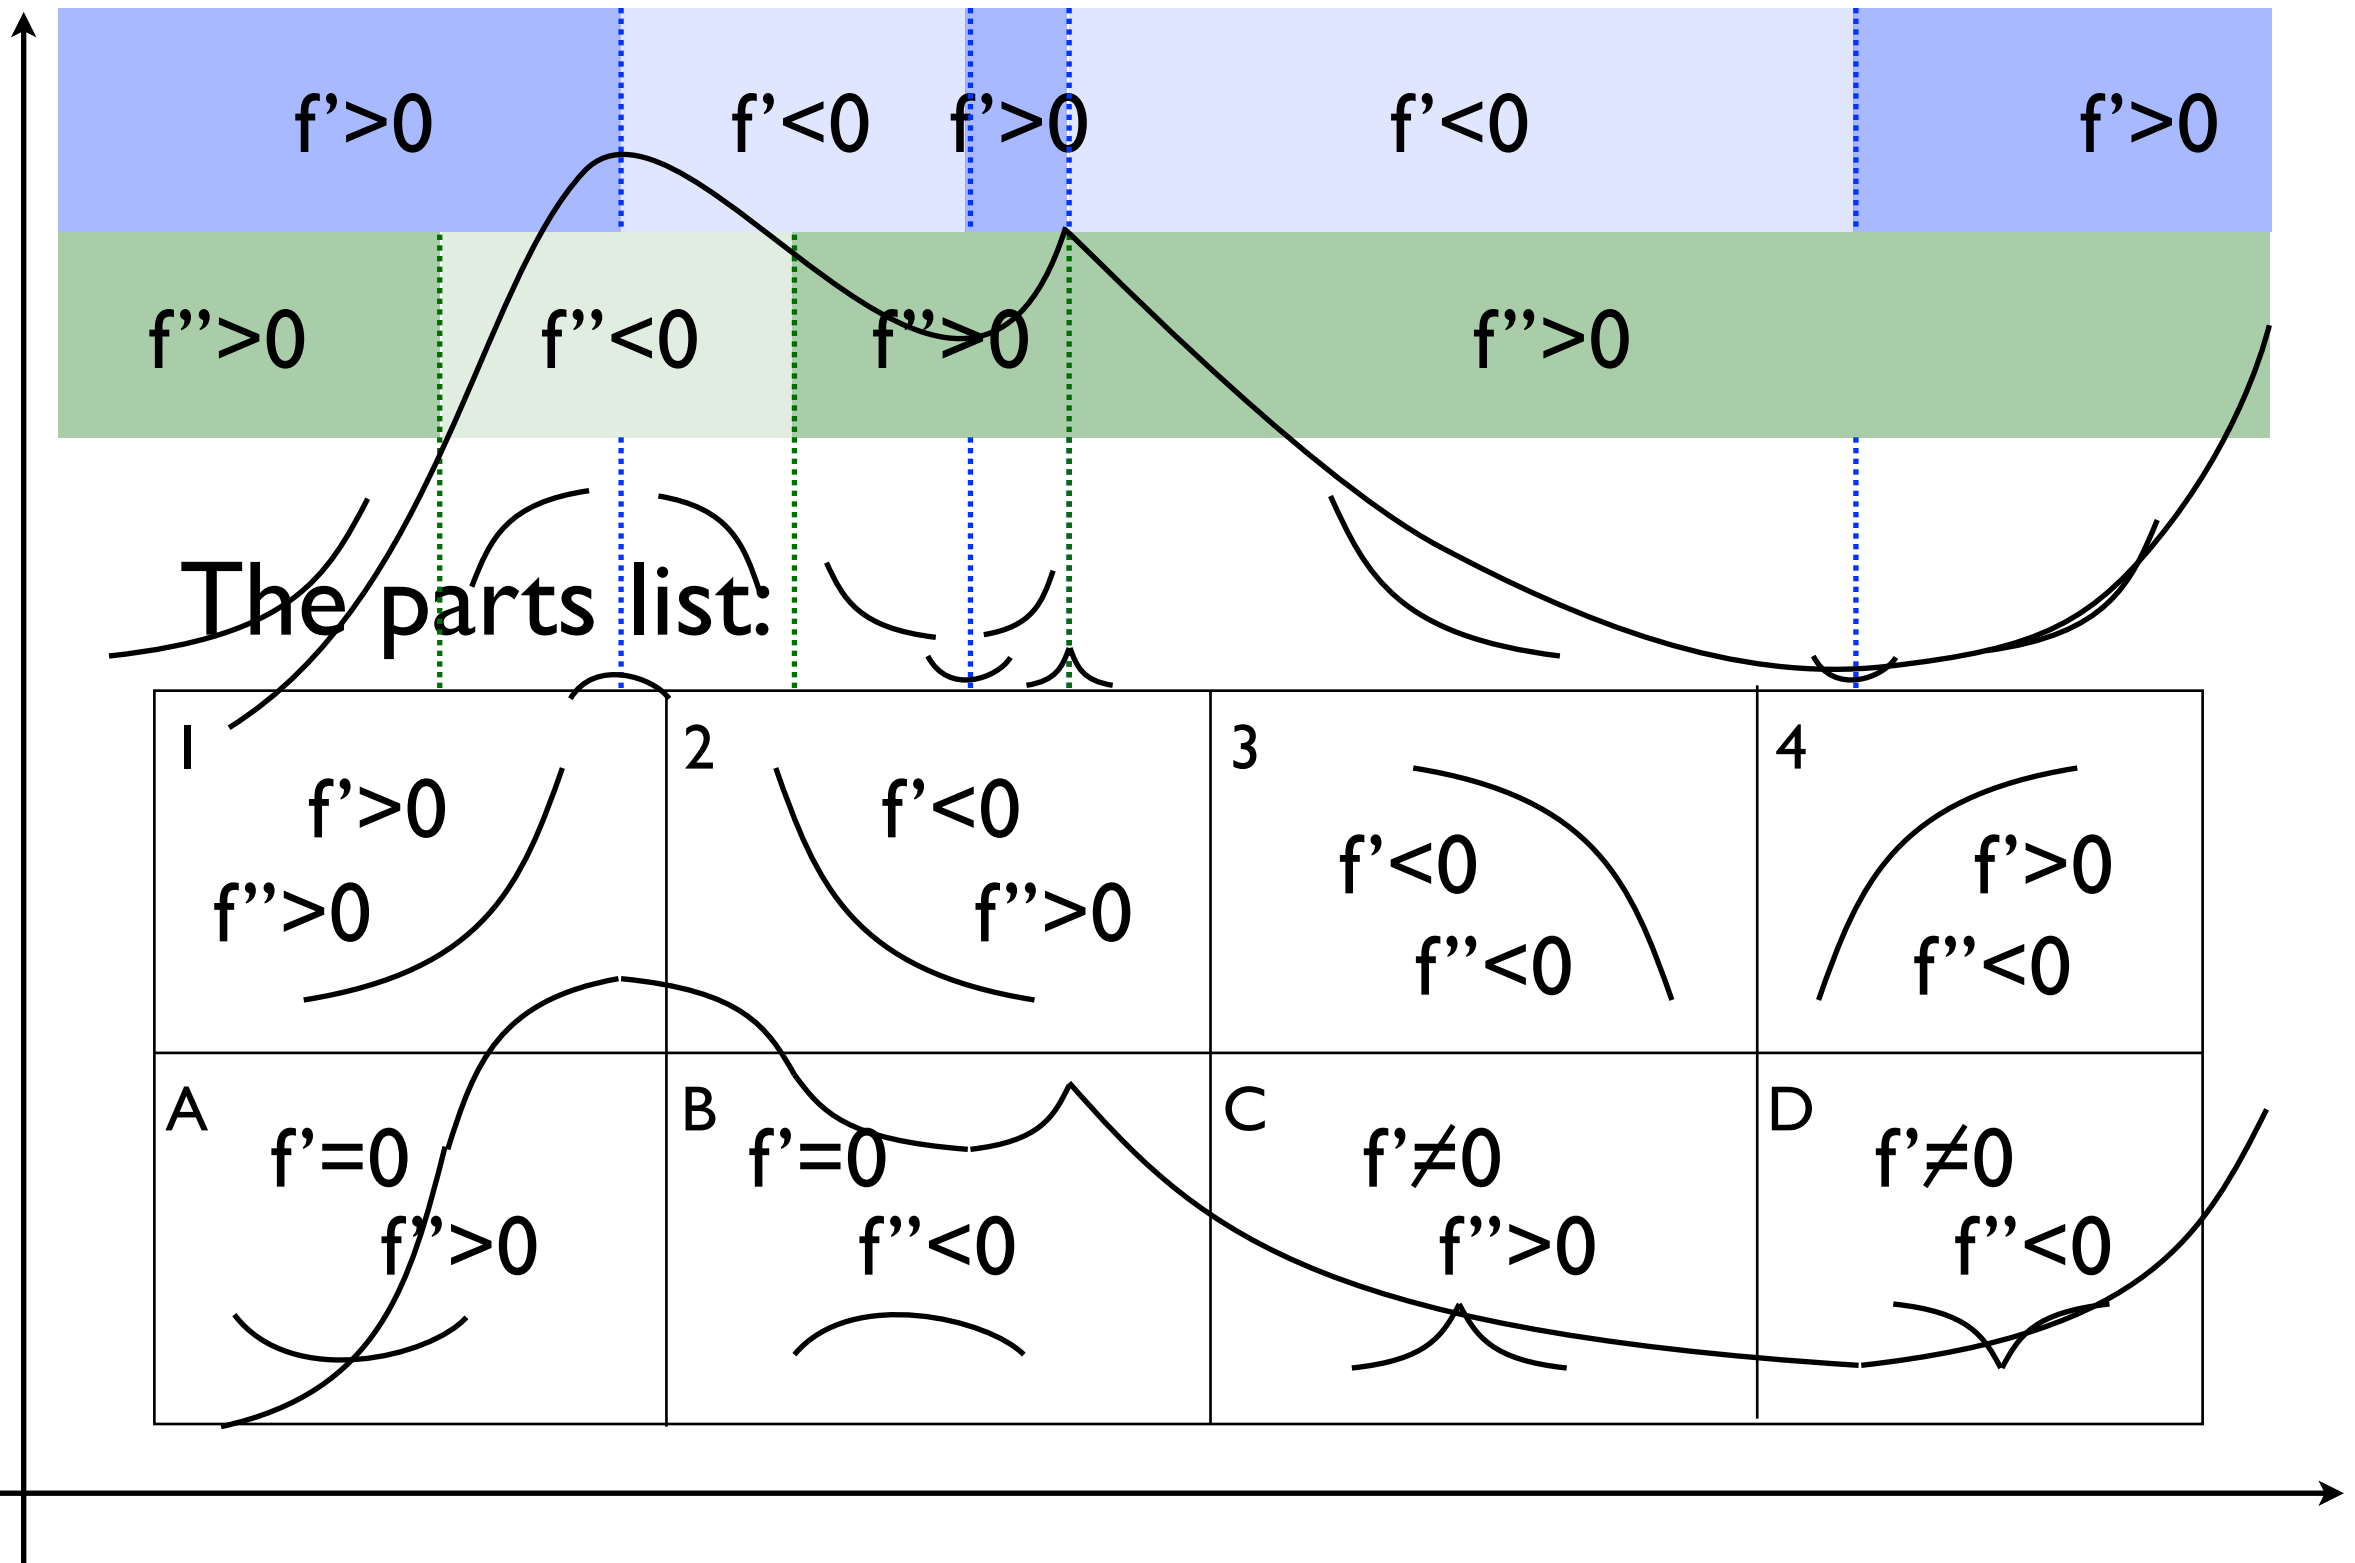 f’>0 f’<0 f’>0 f’<0 f’>0
f’’>0 f’’<0 f’’>0 f’’>0
The parts list:
1 2 3 4
f’>0 f’<0 f’<0 f’>0
f’’>0 f’’>0 f’’<0 f’’<0
A B C D
f’=0 f’=0 f’≠0 f’≠0
f’’>0 f’’<0 f’’>0 f’’<0